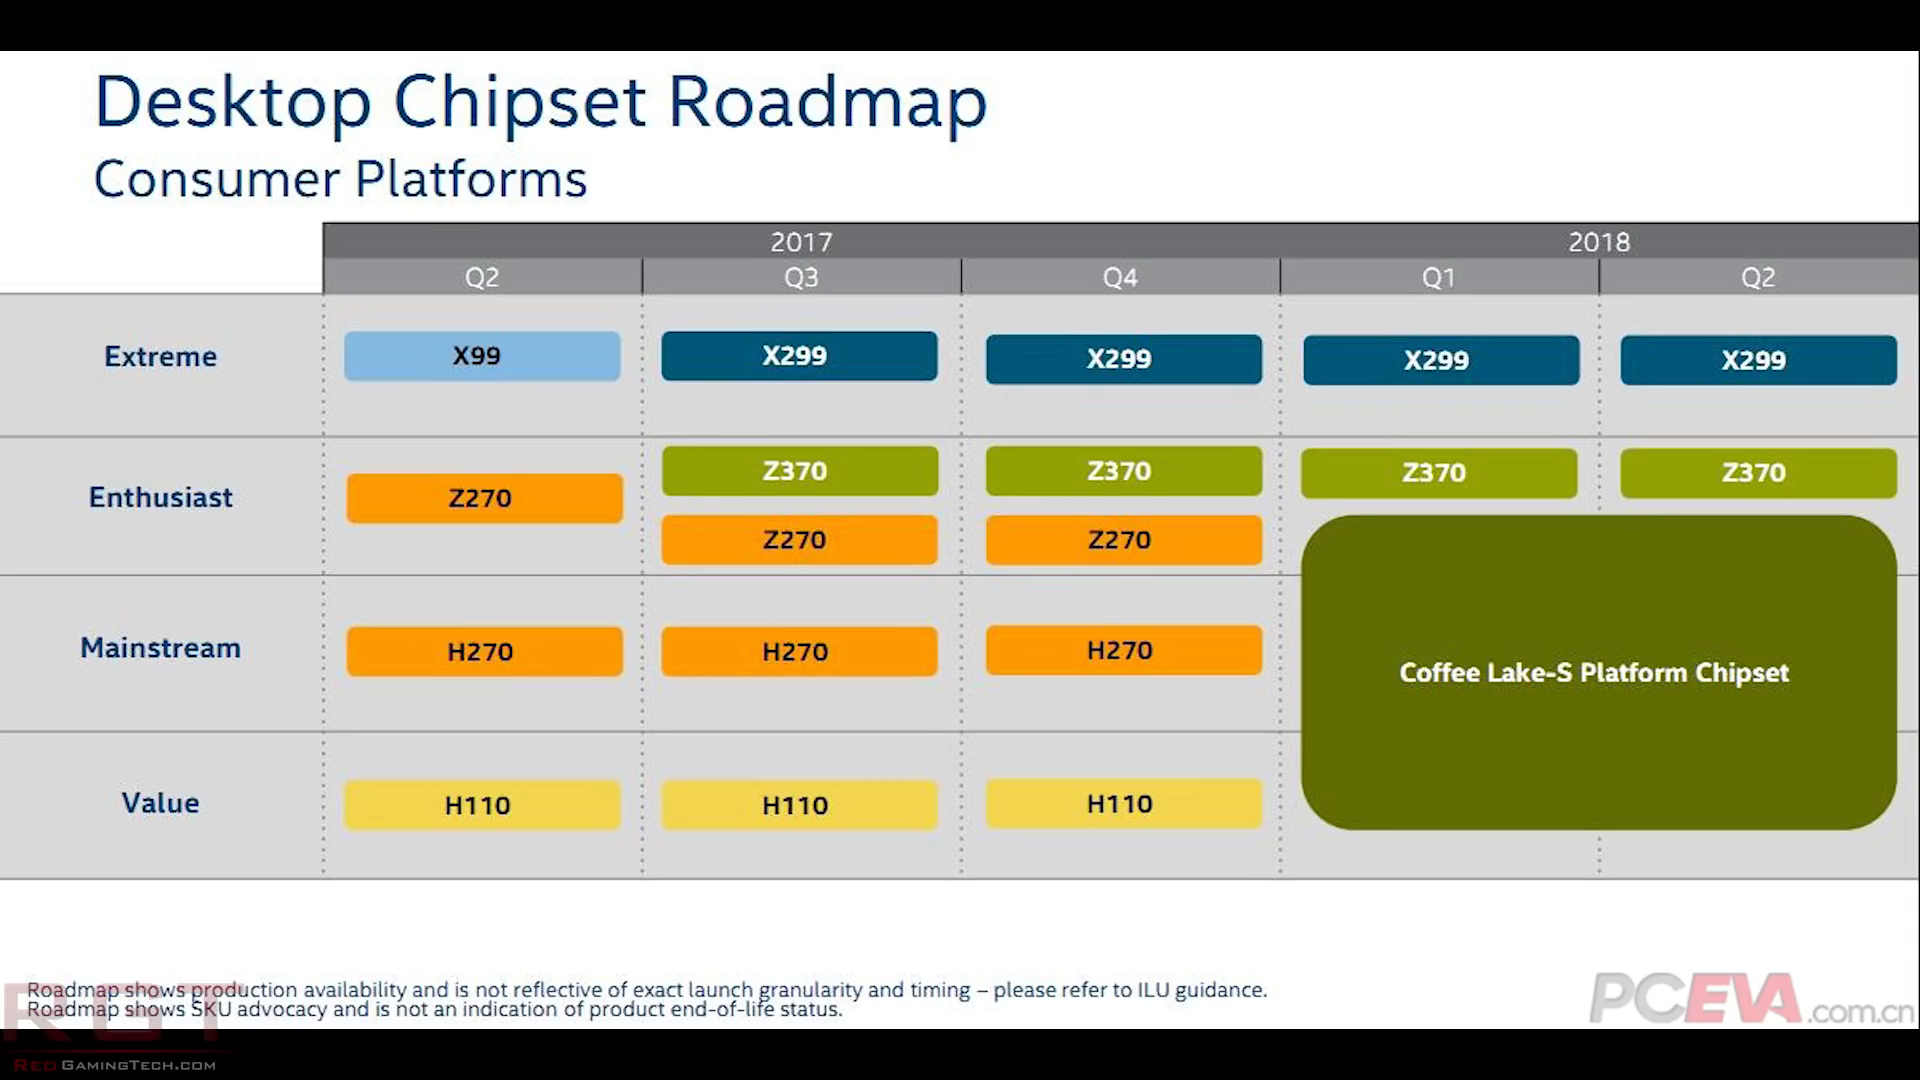 Desktop Chipset Roadmap
Consumer Platforms
2017 2018
Q2 Q3 Q4 Q1 Q2
Extreme X99 X299 X299 X299 X299
Enthusiast Z270 Z370 Z370 Z370 Z370
Z270 Z270
Mainstream H270 H270 H270
Coffee Lake-S Platform Chipset
Value H110 H110 H110
Roadmap shows production availability and is not reflective of exact launch granularity and timing – please refer to ILU guidance.
Roadmap shows SKU advocacy and is not an indication of product end-of-life status.
RGT
RedGamingTech.com
PCEVA.com.cn